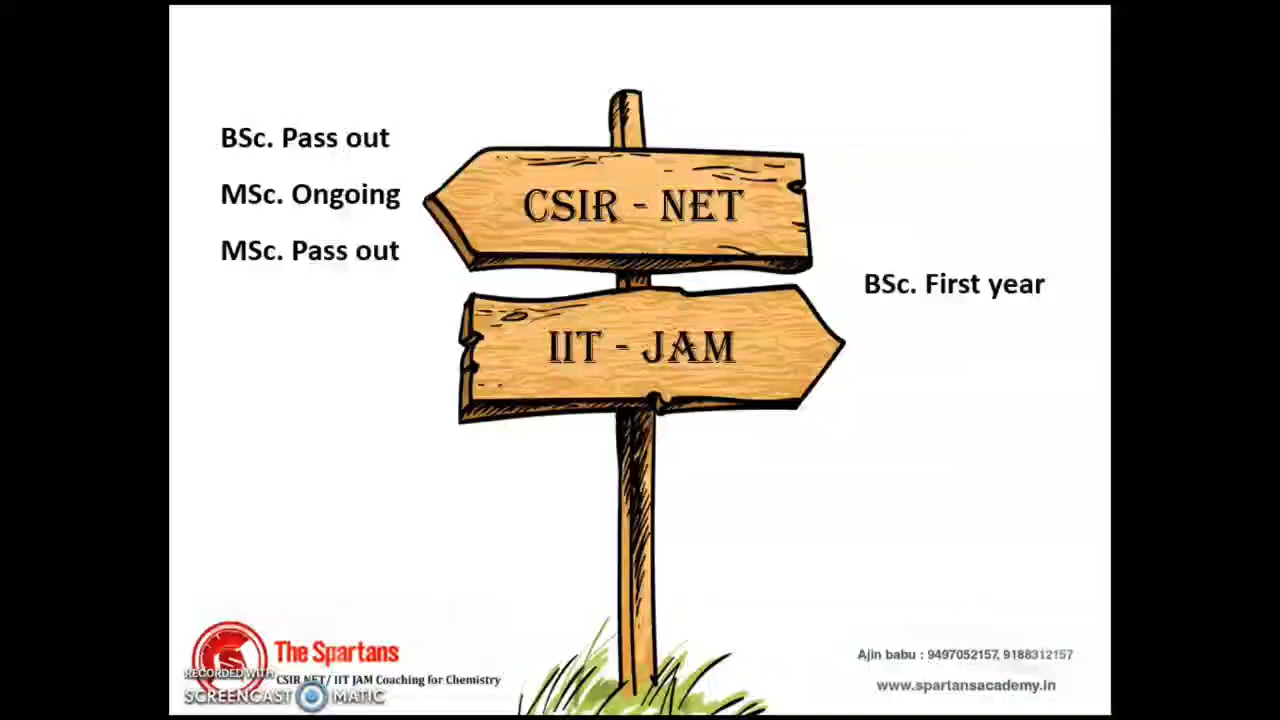 BSc. Pass out
MSc. Ongoing
MSc. Pass out
CSIR - NET
BSc. First year
IIT - JAM
The Spartans
CSIR NET/ IIT JAM Coaching for Chemistry
RECORDED WITH
SCREENCAST MATIC
Ajin babu : 9497052157, 9188312157
www.spartansacademy.in